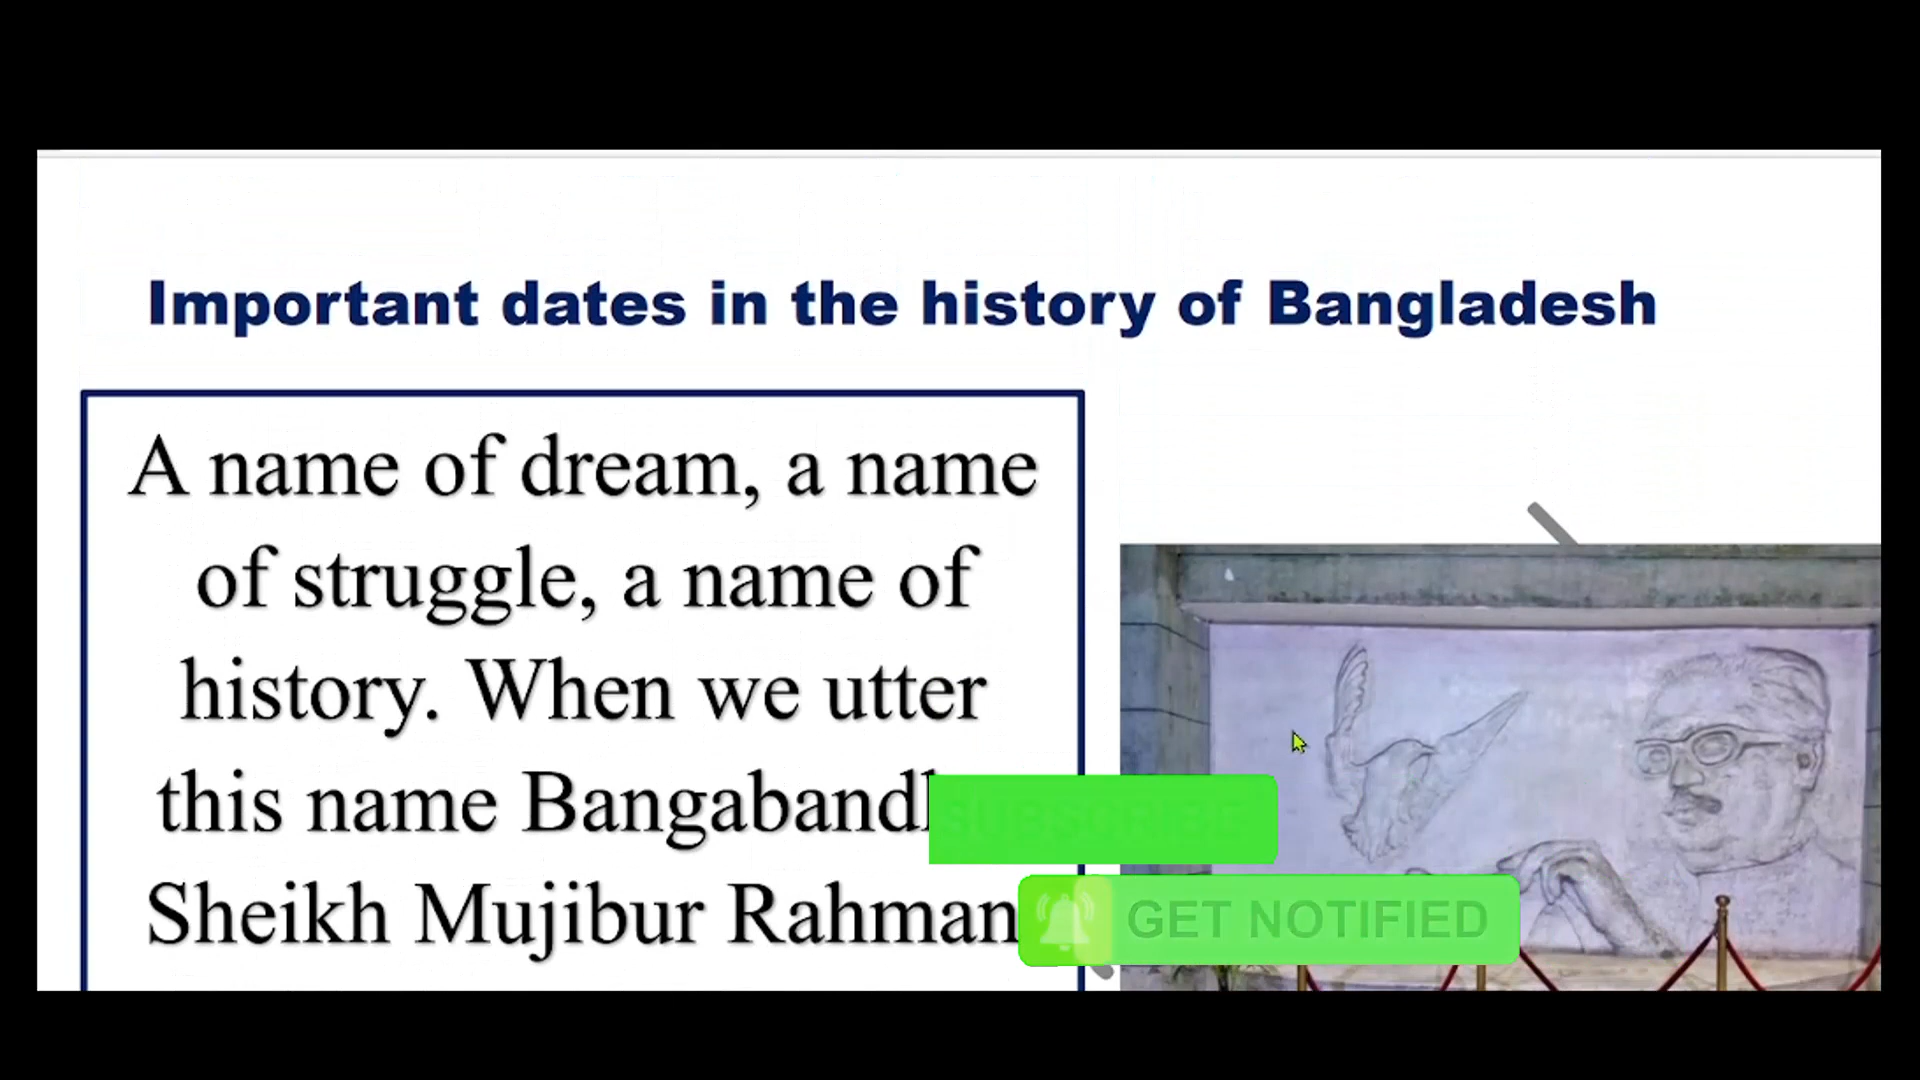 Important dates in the history of Bangladesh
A name of dream, a name
of struggle, a name of
history. When we utter
this name
Sheikh Mujibur Rahman
SUBSCRIBE
GET NOTIFIED